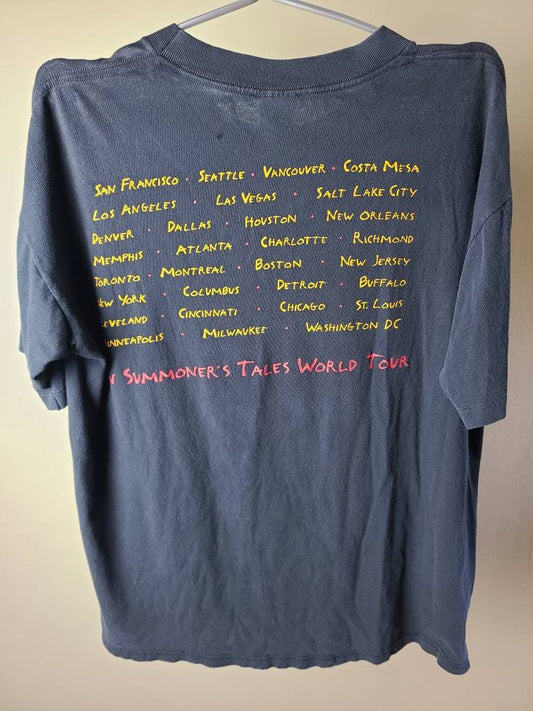 San Francisco · Seattle · Vancouver · Costa Mesa
Los Angeles · Las Vegas · Salt Lake City
Denver · Dallas · Houston · New Orleans
Memphis · Atlanta · Charlotte · Richmond
Toronto · Montreal · Boston · New Jersey
New York · Columbus · Detroit · Buffalo
Cleveland · Cincinnati · Chicago · St. Louis
Minneapolis · Milwaukee · Washington DC
Summoner's Tales World Tour